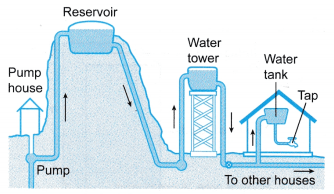 Reservoir
Water
tower
Water
tank
Tap
Pump
house
Pump
To other houses